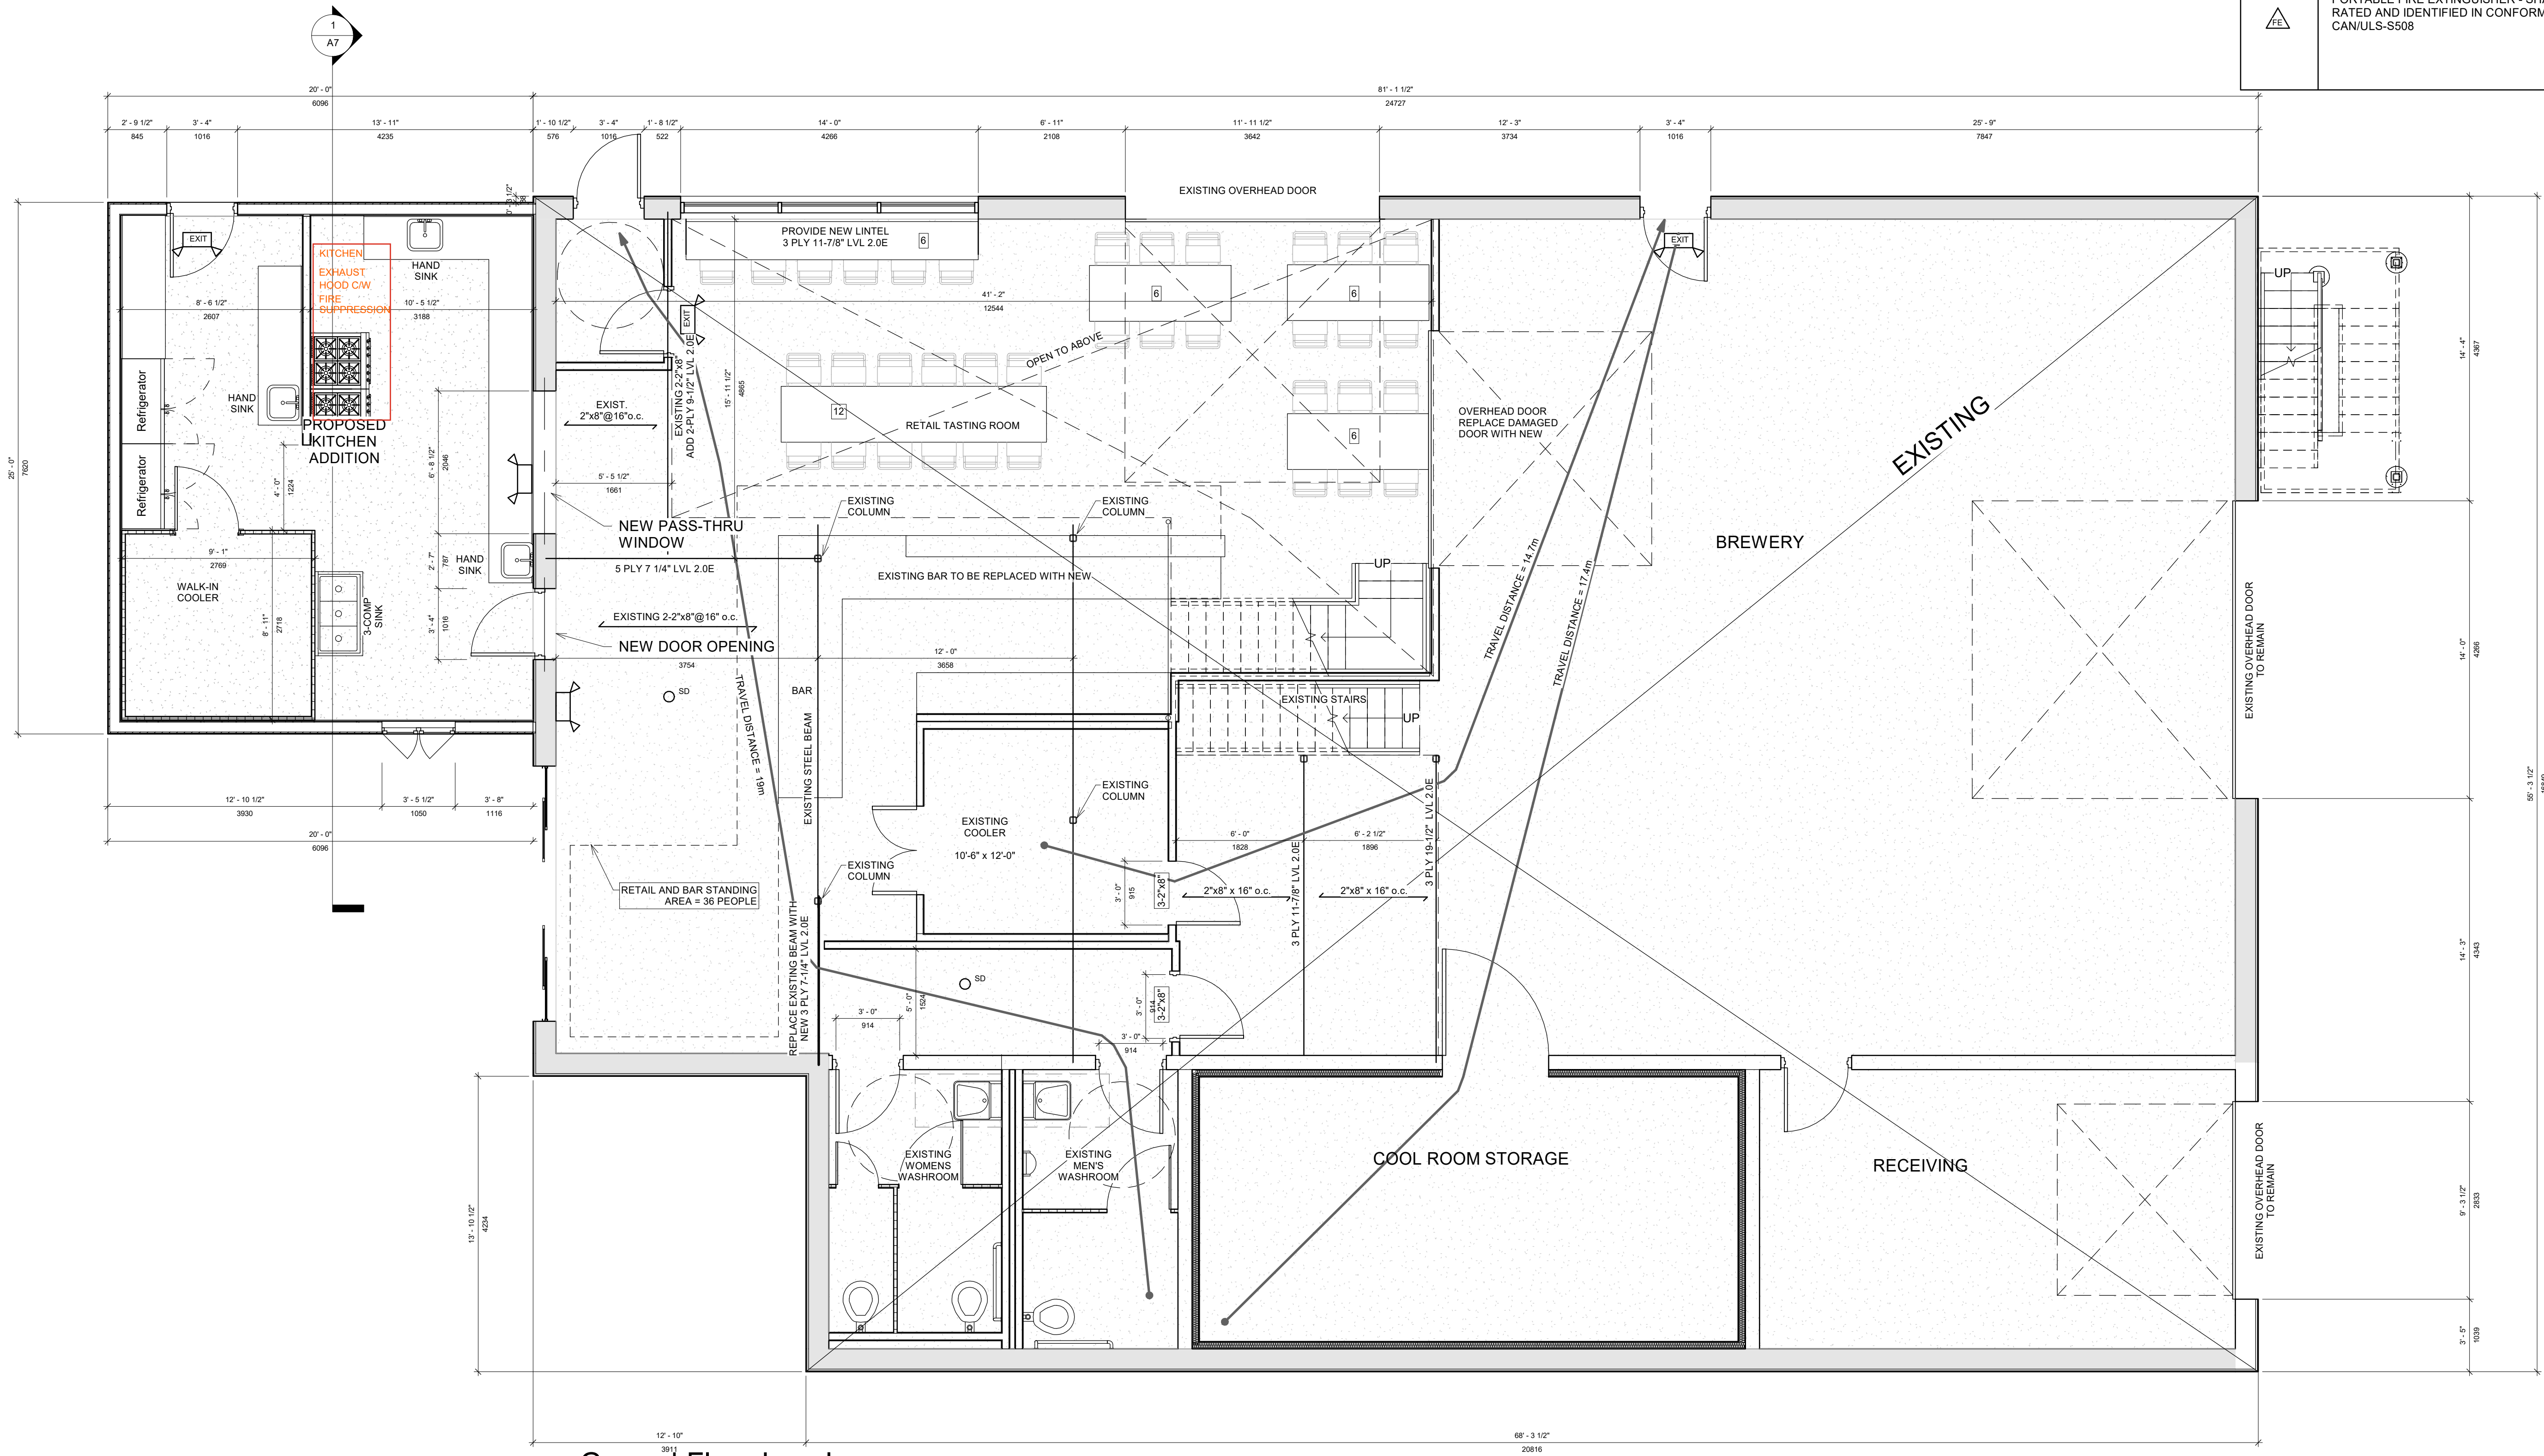 1
A7
PORTABLE FIRE EXTINGUISHER
RATED AND IDENTIFIED IN
CAN/ULS-S508
FE
20' - 0"
6096
81' - 1 1/2"
24727
2' - 9 1/2"
845
3' - 4"
1016
13' - 11"
4235
1' - 10 1/2"
576
3' - 4"
1016
1' - 8 1/2"
522
14' - 0"
4266
6' - 11"
2108
11' - 11 1/2"
3642
12' - 3"
3734
3' - 4"
1016
25' - 9"
7847
0' - 3 1/2"
EXISTING OVERHEAD DOOR
EXIT
KITCHEN
EXHAUST
HOOD C/W
FIRE
SUPPRESSION
HAND
SINK
8' - 6 1/2"
2607
10' - 5 1/2"
3188
PROVIDE NEW LINTEL
3 PLY 11-7/8" LVL 2.0E
6
EXIT
41' - 2"
12544
6
6
EXIT
UP
14' - 4"
4367
OPEN TO ABOVE
EXISTING 2-2"x8"
ADD 2-PLY 9-1/2" LVL 2.0E
15' - 11 1/2"
4865
Refrigerator
Refrigerator
HAND
SINK
PROPOSED
KITCHEN
ADDITION
EXIST.
2"x8"@16"o.c.
12
RETAIL TASTING ROOM
6
OVERHEAD DOOR
REPLACE DAMAGED
DOOR WITH NEW
EXISTING
25' - 0"
7620
4' - 0"
1224
6' - 8 1/2"
2046
5' - 5 1/2"
1661
EXISTING
COLUMN
EXISTING
COLUMN
NEW PASS-THRU
WINDOW
BREWERY
9' - 1"
2769
HAND
SINK
2' - 7"
787
5 PLY 7 1/4" LVL 2.0E
EXISTING BAR TO BE REPLACED WITH NEW
UP
TRAVEL DISTANCE = 14.7m
TRAVEL DISTANCE = 17.4m
WALK-IN
COOLER
3-COMP
SINK
8' - 11"
2718
3' - 4"
1016
EXISTING 2-2"x8"@16" o.c.
NEW DOOR OPENING
3754
12' - 0"
3658
EXISTING OVERHEAD DOOR
TO REMAIN
14' - 0"
4266
SD
BAR
TRAVEL DISTANCE = 19m
EXISTING STEEL BEAM
EXISTING STAIRS
UP
55' - 3 1/2"
12' - 10 1/2"
3930
3' - 5 1/2"
1050
3' - 8"
1116
20' - 0"
6096
EXISTING
COLUMN
EXISTING
COOLER
10'-6" x 12'-0"
6' - 0"
1828
6' - 2 1/2"
1896
EXISTING
COLUMN
RETAIL AND BAR STANDING
AREA = 36 PEOPLE
3' - 0"
915
3-2"x8"
2"x8" x 16" o.c.
2"x8" x 16" o.c.
3 PLY 11-7/8" LVL 2.0E
3 PLY 19-1/2" LVL 2.0E
REPLACE EXISTING BEAM WITH
NEW 3 PLY 7-1/4" LVL 2.0E
14' - 3"
4343
SD
5' - 0"
1524
3' - 0"
914
3-2"x8"
3' - 0"
914
3' - 0"
914
EXISTING
WOMENS
WASHROOM
EXISTING
MEN'S
WASHROOM
COOL ROOM STORAGE
RECEIVING
EXISTING OVERHEAD DOOR
TO REMAIN
9' - 3 1/2"
2833
13' - 10 1/2"
4234
3' - 5"
1039
12' - 10"
3911
68' - 3 1/2"
20816